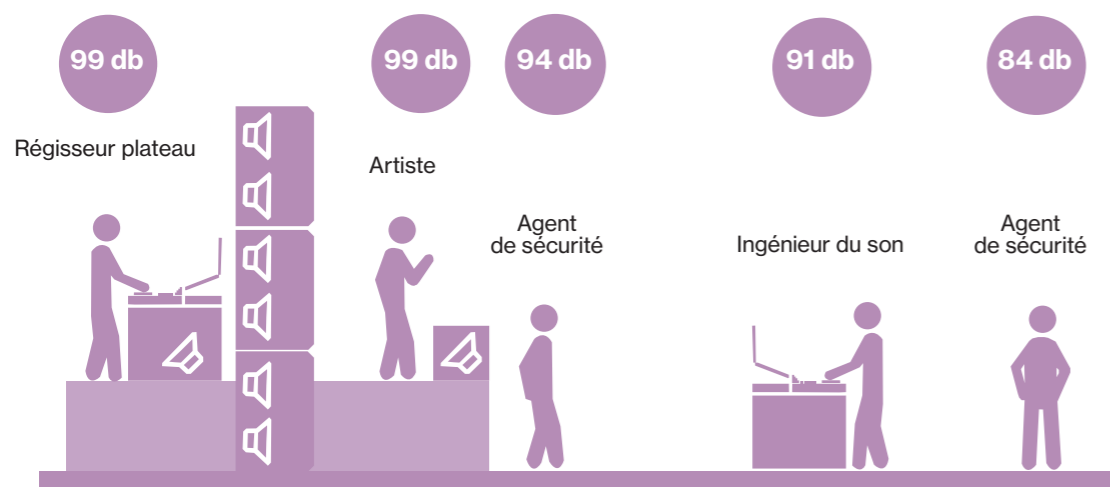 99 db
99 db
94 db
91 db
84 db
Régisseur plateau
Artiste
Agent
de sécurité
Ingénieur du son
Agent
de sécurité